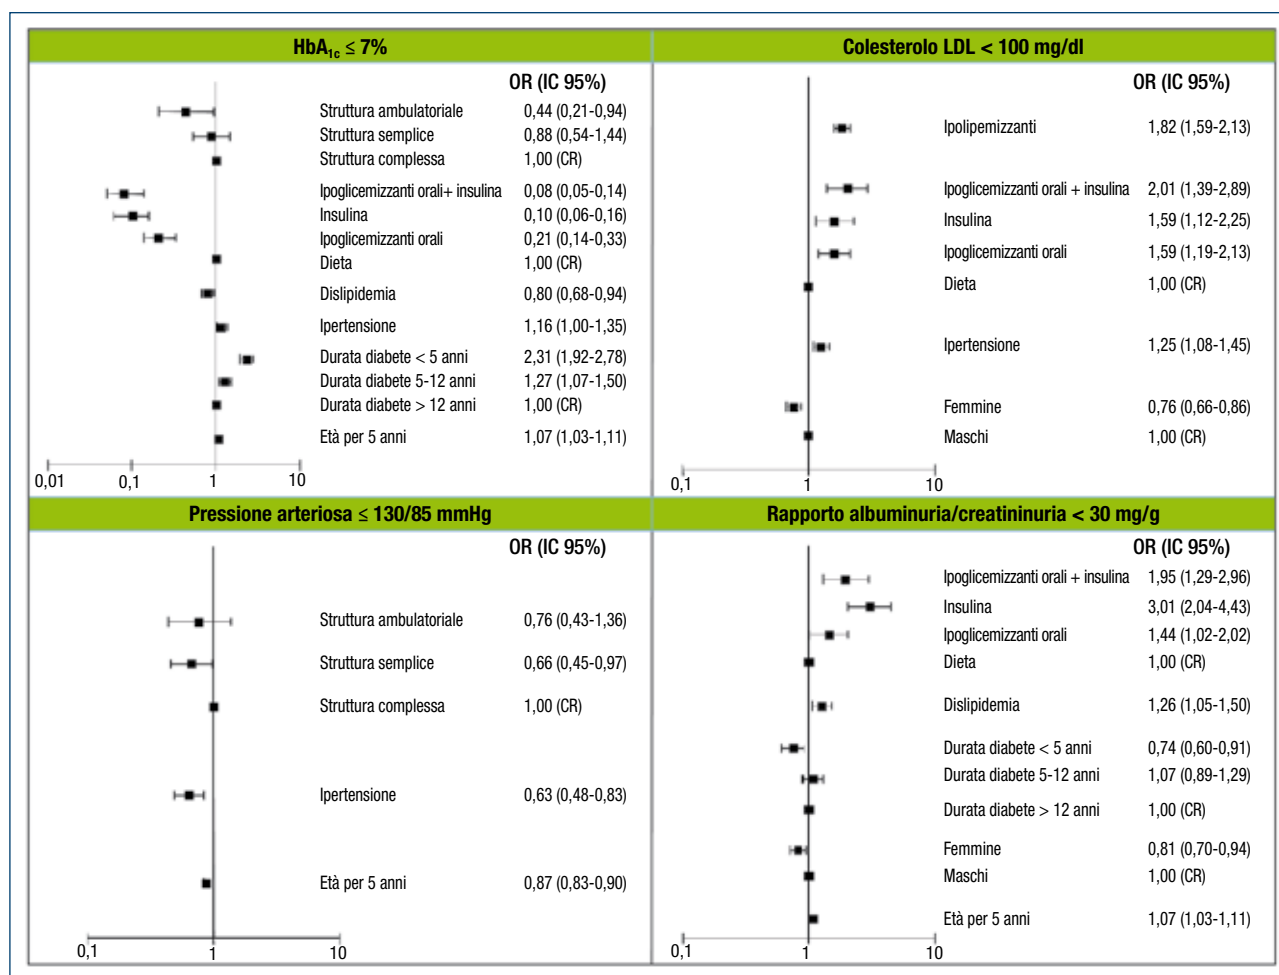 HbA1c ≤ 7%
OR (IC 95%)
Struttura ambulatoriale 0,44 (0,21-0,94)
Struttura semplice 0,88 (0,54-1,44)
Struttura complessa 1,00 (CR)
Ipoglicemizzanti orali+ insulina 0,08 (0,05-0,14)
Insulina 0,10 (0,06-0,16)
Ipoglicemizzanti orali 0,21 (0,14-0,33)
Dieta 1,00 (CR)
Dislipidemia 0,80 (0,68-0,94)
Ipertensione 1,16 (1,00-1,35)
Durata diabete < 5 anni 2,31 (1,92-2,78)
Durata diabete 5-12 anni 1,27 (1,07-1,50)
Durata diabete > 12 anni 1,00 (CR)
Età per 5 anni 1,07 (1,03-1,11)
0,01 0,1 1 10
Colesterolo LDL < 100 mg/dl
OR (IC 95%)
Ipolipemizzanti 1,82 (1,59-2,13)
Ipoglicemizzanti orali + insulina 2,01 (1,39-2,89)
Insulina 1,59 (1,12-2,25)
Ipoglicemizzanti orali 1,59 (1,19-2,13)
Dieta 1,00 (CR)
Ipertensione 1,25 (1,08-1,45)
Femmine 0,76 (0,66-0,86)
Maschi 1,00 (CR)
0,1 1 10
Pressione arteriosa ≤ 130/85 mmHg
OR (IC 95%)
Struttura ambulatoriale 0,76 (0,43-1,36)
Struttura semplice 0,66 (0,45-0,97)
Struttura complessa 1,00 (CR)
Ipertensione 0,63 (0,48-0,83)
Età per 5 anni 0,87 (0,83-0,90)
0,1 1 10
Rapporto albuminuria/creatininuria < 30 mg/g
OR (IC 95%)
Ipoglicemizzanti orali + insulina 1,95 (1,29-2,96)
Insulina 3,01 (2,04-4,43)
Ipoglicemizzanti orali 1,44 (1,02-2,02)
Dieta 1,00 (CR)
Dislipidemia 1,26 (1,05-1,50)
Durata diabete < 5 anni 0,74 (0,60-0,91)
Durata diabete 5-12 anni 1,07 (0,89-1,29)
Durata diabete > 12 anni 1,00 (CR)
Femmine 0,81 (0,70-0,94)
Maschi 1,00 (CR)
Età per 5 anni 1,07 (1,03-1,11)
0,1 1 10